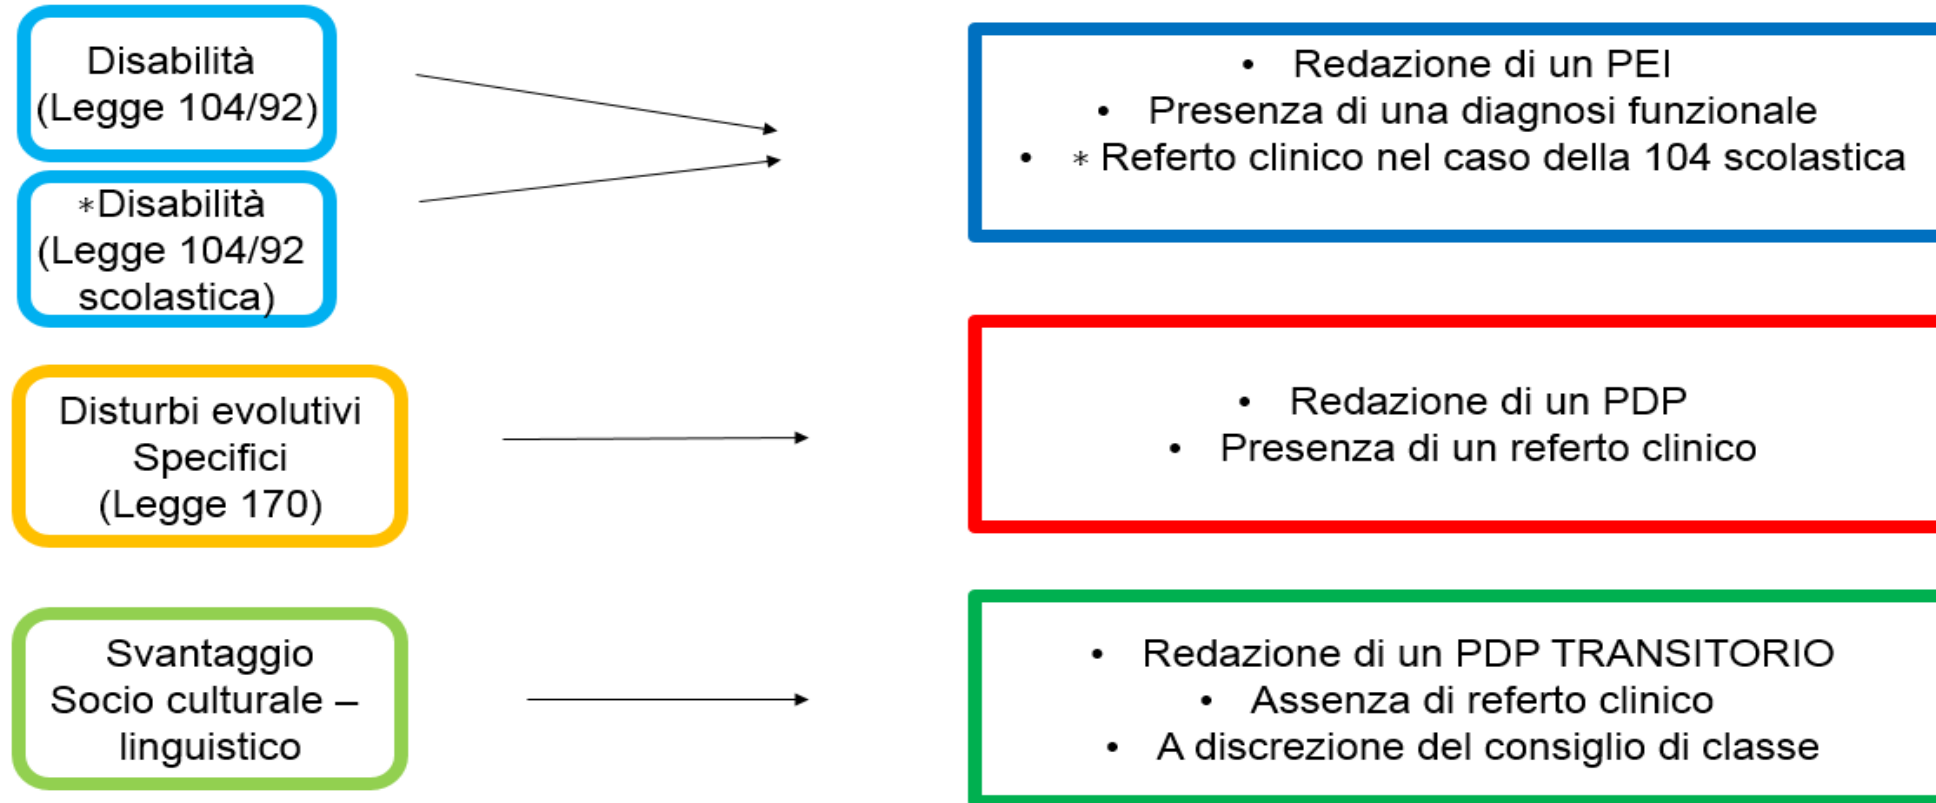 Disabilità
(Legge 104/92)
*Disabilità
(Legge 104/92
scolastica)
• Redazione di un PEI
• Presenza di una diagnosi funzionale
• * Referto clinico nel caso della 104 scolastica
Disturbi evolutivi
Specifici
(Legge 170)
• Redazione di un PDP
• Presenza di un referto clinico
Svantaggio
Socio culturale –
linguistico
• Redazione di un PDP TRANSITORIO
• Assenza di referto clinico
• A discrezione del consiglio di classe